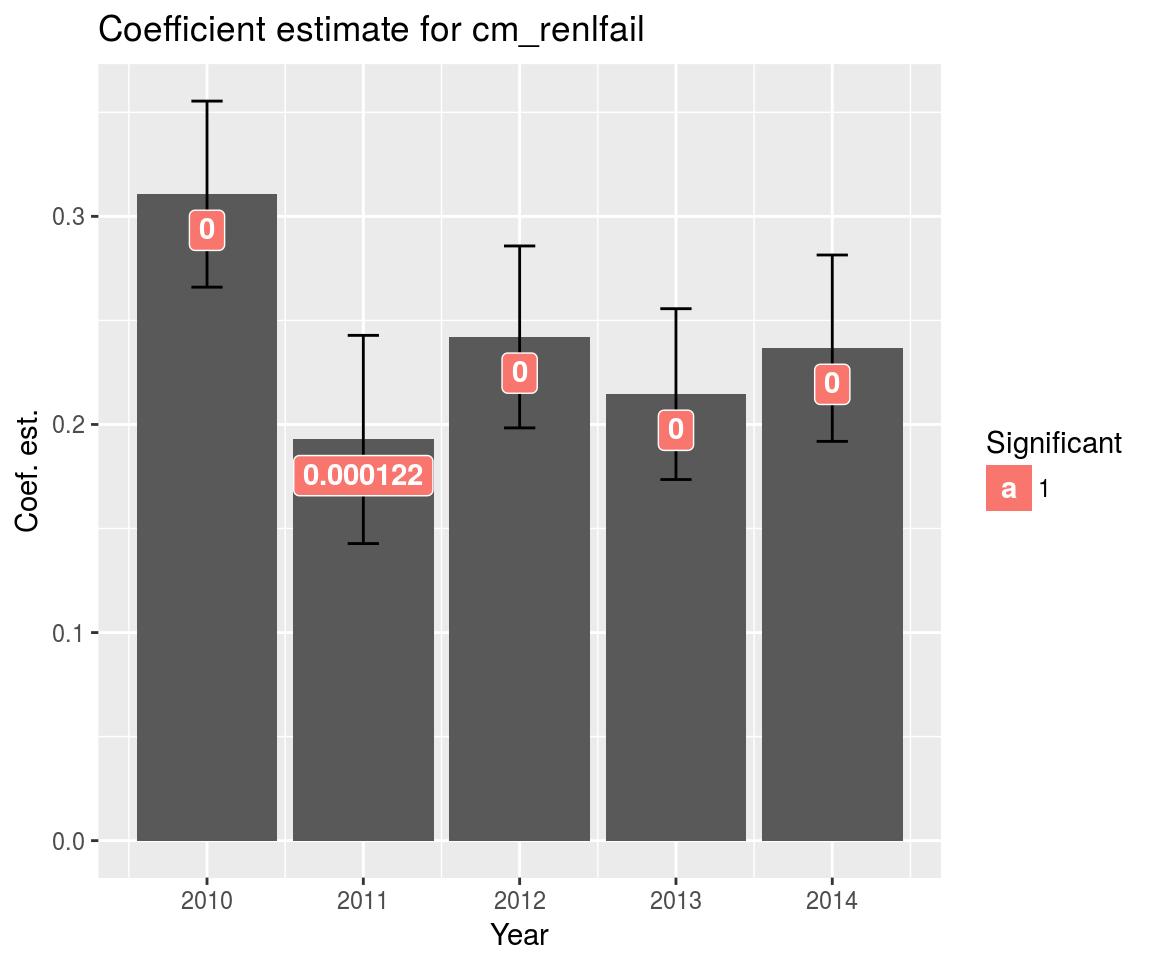 Coefficient estimate for cm_renlfail
Coef. est.
0.3
0.2
0.1
0.0
0
0.000122
0
0
0
2010
2011
2012
2013
2014
Year
Significant
a 1